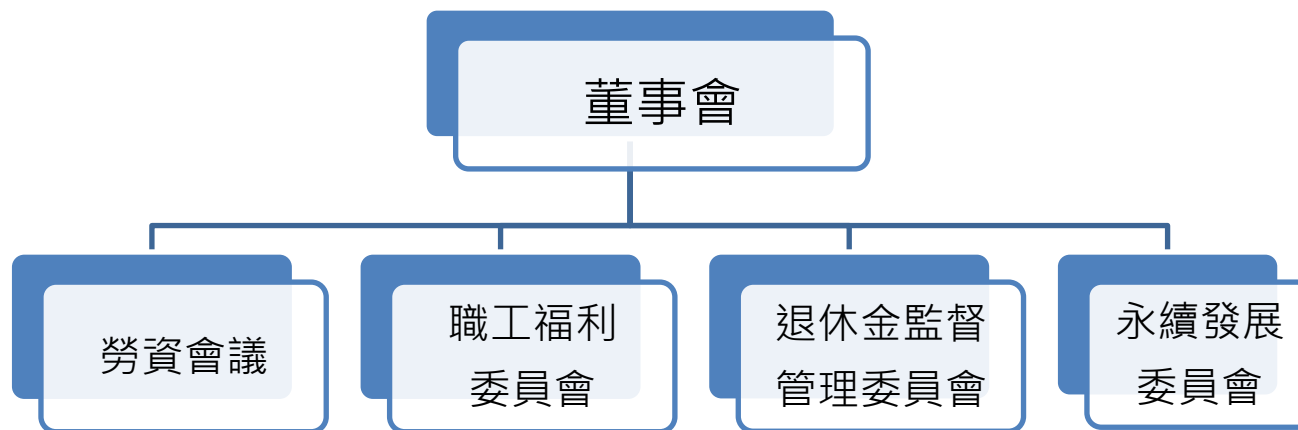 董事會
勞資會議
職工福利
委員會
退休金監督
管理委員會
永續發展
委員會